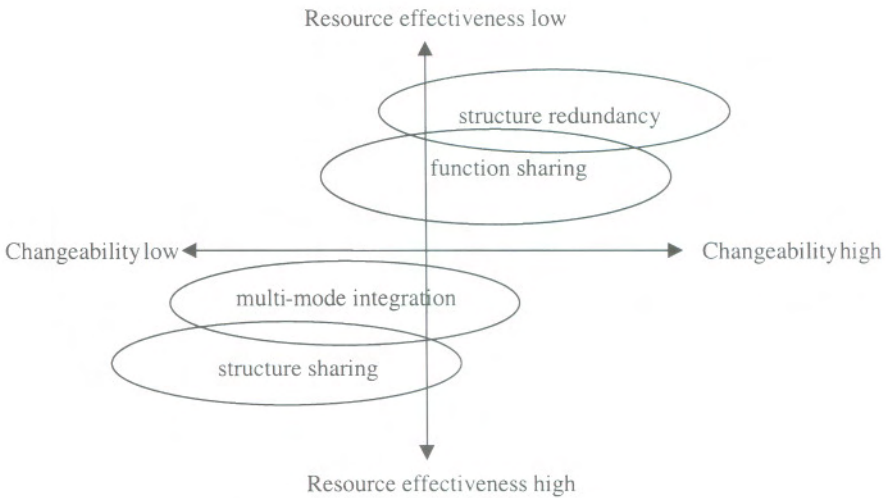 Resource effectiveness low
structure redundancy
function sharing
Changeability low
Changeability high
multi-mode integration
structure sharing
Resource effectiveness high